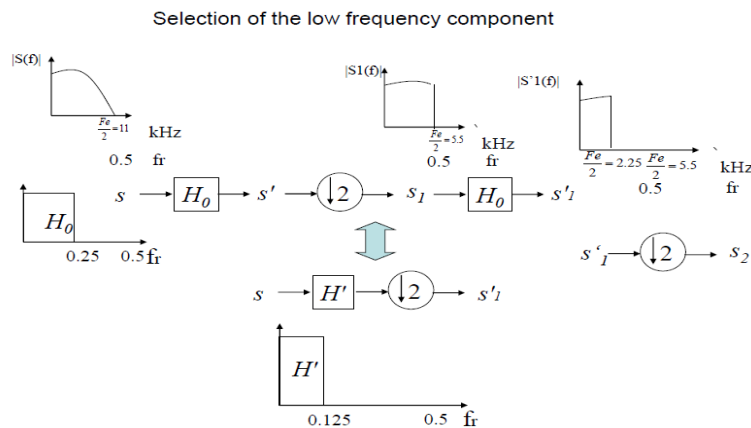 Selection of the low frequency component
|S(f)|
Fe/2 = 11 kHz
0.5 fr
|S1(f)|
Fe/2 = 5.5 kHz
0.5 fr
|S`1(f)|
Fe/2 = 2.25 Fe/2 = 5.5 kHz
0.5 fr
H0
0.25 0.5 fr
s H0 s' ↓2 s1 H0 s'1
s‘1 ↓2 s2
s H' ↓2 s'1
H'
0.125 0.5 fr